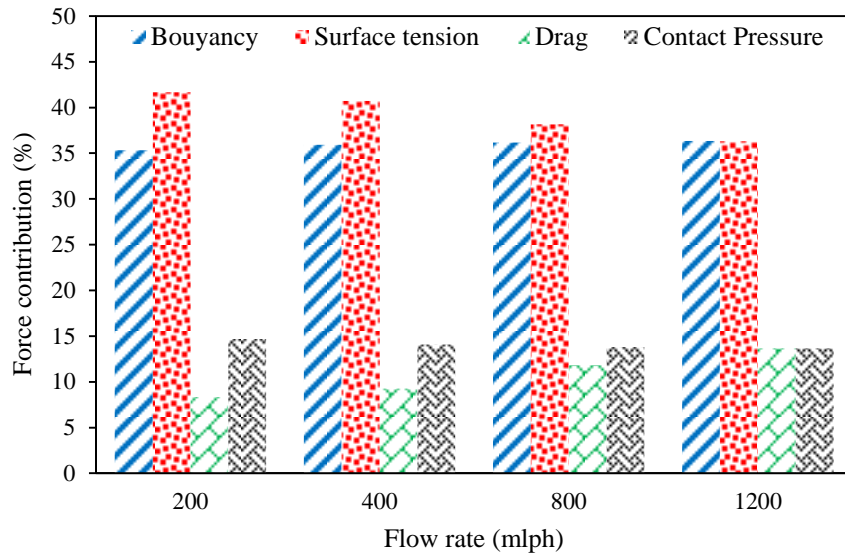 50
45
40
35
30
25
20
15
10
5
0
Force contribution (%)
Bouyancy Surface tension Drag Contact Pressure
200 400 800 1200
Flow rate (mlph)